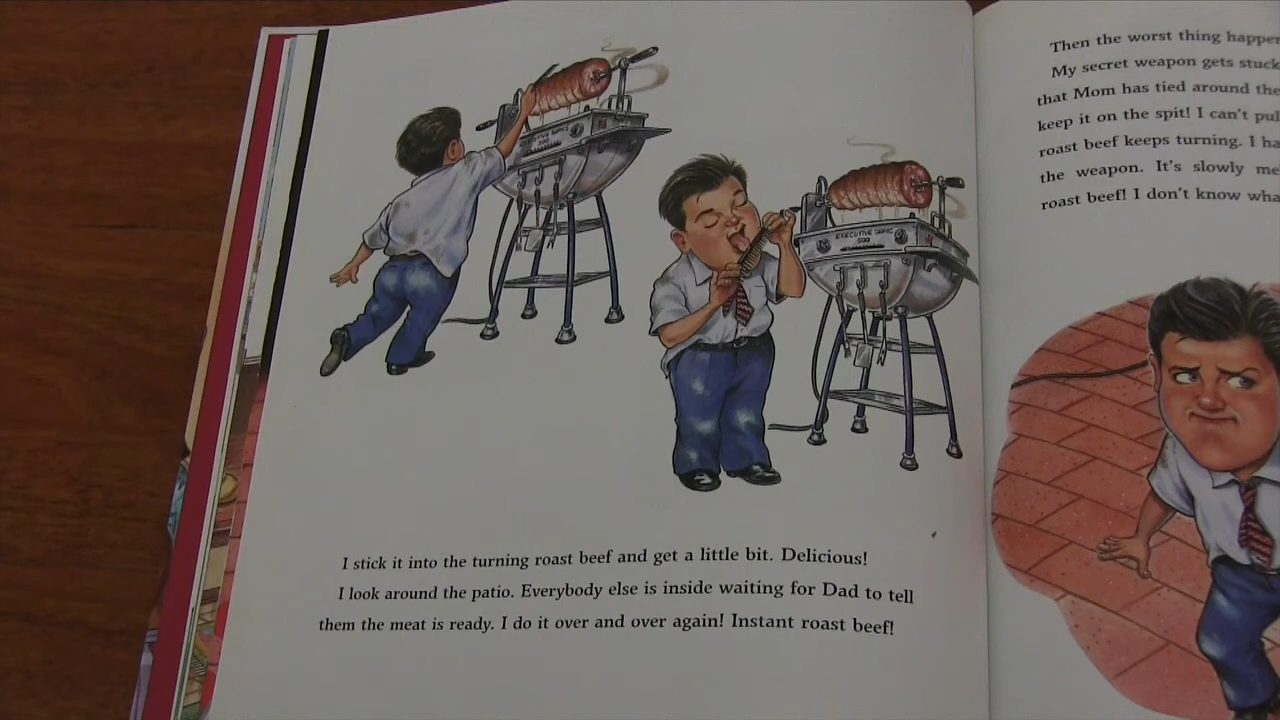 EXECUTIVE SERIES
500
I stick it into the turning roast beef and get a little bit. Delicious!
I look around the patio. Everybody else is inside waiting for Dad to tell
them the meat is ready. I do it over and over again! Instant roast beef!
Then the worst thing happe
My secret weapon gets stuck
that Mom has tied around the
keep it on the spit! I can't pul
roast beef keeps turning. I ha
the weapon. It's slowly me
roast beef! I don't know wha